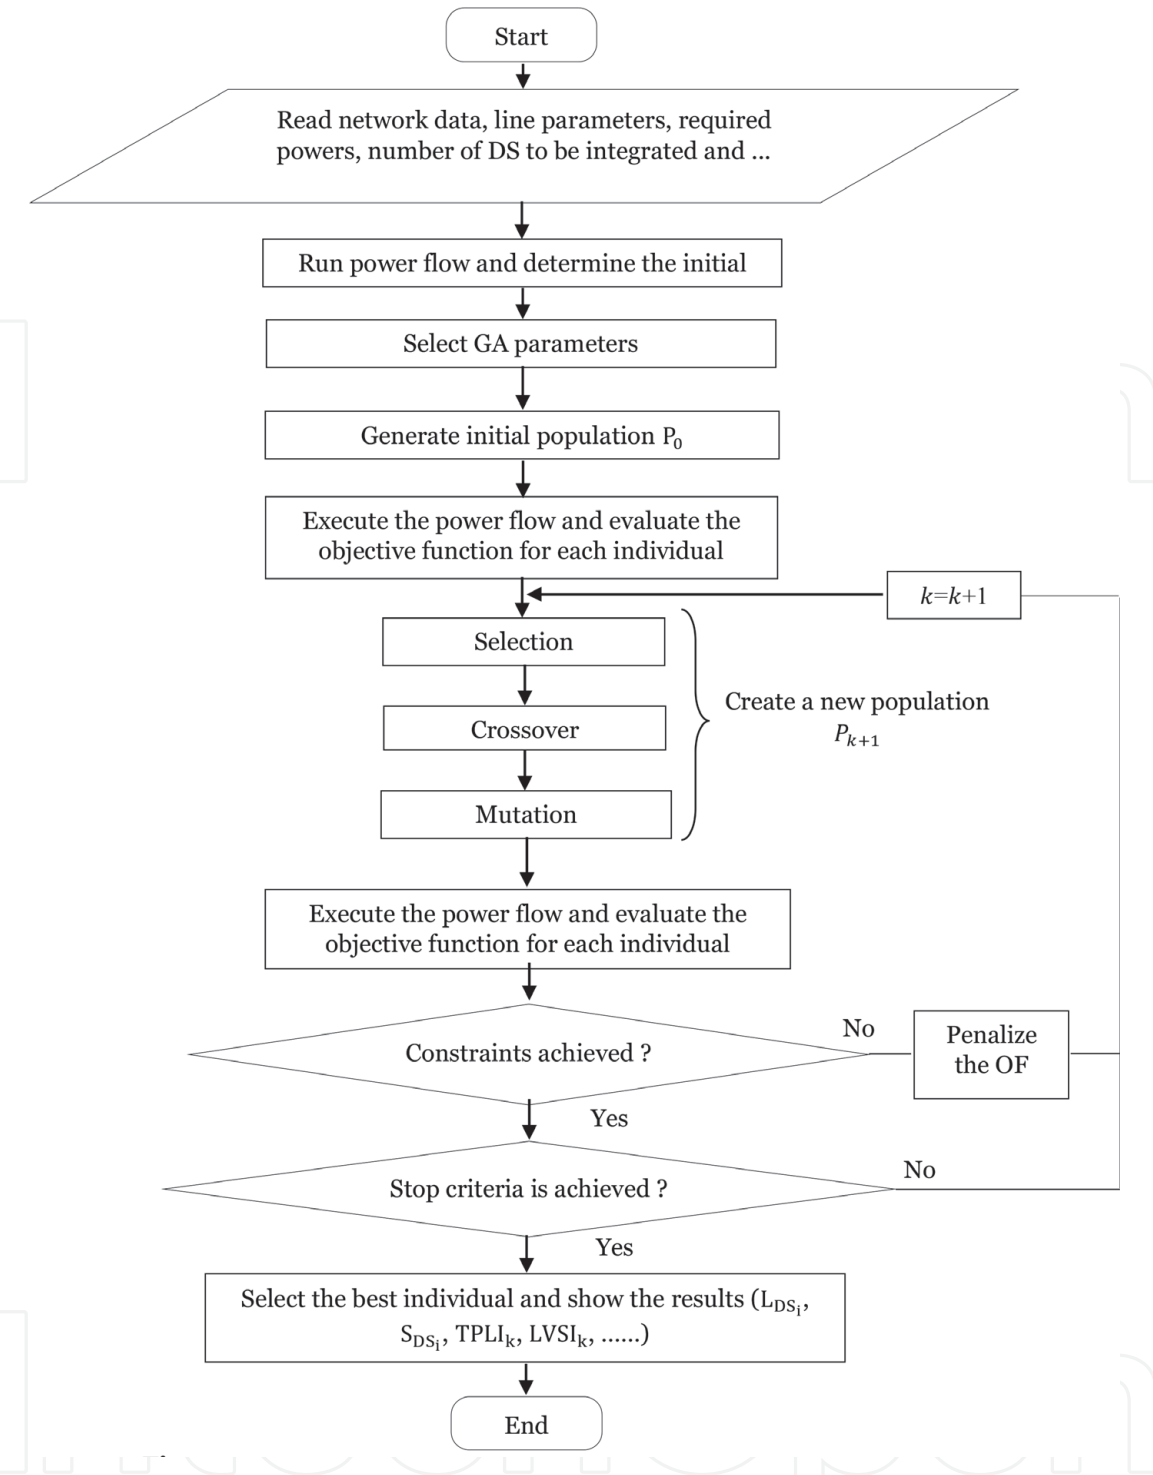 Start
Read network data, line parameters, required
powers, number of DS to be integrated and ...
Run power flow and determine the initial
Select GA parameters
Generate initial population P₀
Execute the power flow and evaluate the
objective function for each individual
k=k+1
Selection
Crossover
Mutation
Create a new population
Pₖ₊₁
Execute the power flow and evaluate the
objective function for each individual
Constraints achieved ?
No
Penalize
the OF
Yes
Stop criteria is achieved ?
No
Yes
Select the best individual and show the results (L_DSᵢ,
S_DSᵢ, TPLIₖ, LVSIₖ, ......)
End